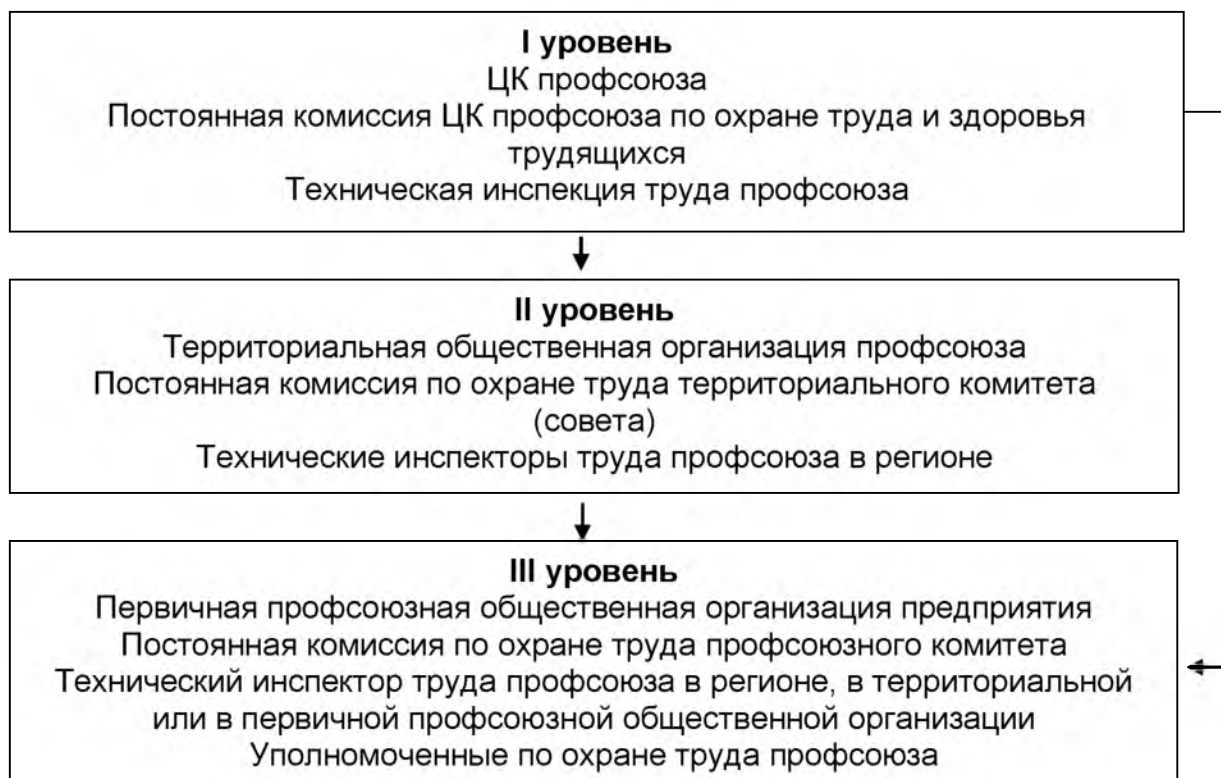 I уровень
ЦК профсоюза
Постоянная комиссия ЦК профсоюза по охране труда и здоровья
трудящихся
Техническая инспекция труда профсоюза
II уровень
Территориальная общественная организация профсоюза
Постоянная комиссия по охране труда территориального комитета
(совета)
Технические инспекторы труда профсоюза в регионе
III уровень
Первичная профсоюзная общественная организация предприятия
Постоянная комиссия по охране труда профсоюзного комитета
Технический инспектор труда профсоюза в регионе, в территориальной
или в первичной профсоюзной общественной организации
Уполномоченные по охране труда профсоюза